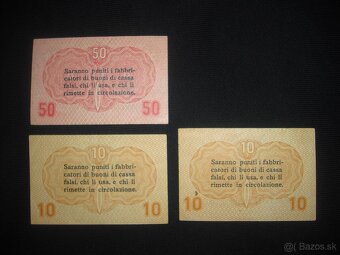 50
Saranno puniti i fabbri-
catori di buoni di cassa
falsi, chi li usa, e chi li
rimette in circolazione.
50 50
10
Saranno puniti i fabbri-
catori di buoni di cassa
falsi, chi li usa, e chi li
rimette in circolazione.
10 10
10
Saranno puniti i fabbri-
catori di buoni di cassa
falsi, chi li usa, e chi li
rimette in circolazione.
10 10
bazos.sk